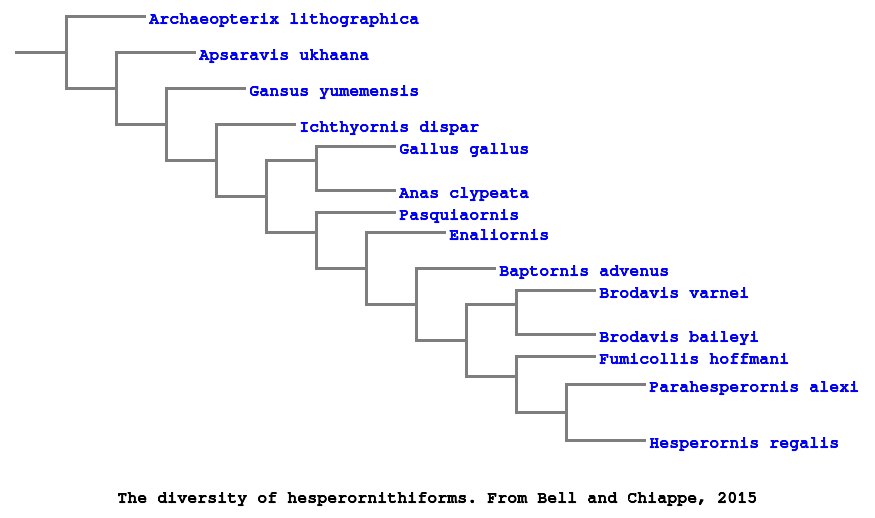 Archaeopterix lithographica
Apsaravis ukhaana
Gansus yumemensis
Ichthyornis dispar
Gallus gallus
Anas clypeata
Pasquiaornis
Enaliornis
Baptornis advenus
Brodavis varnei
Brodavis baileyi
Fumicollis hoffmani
Parahesperornis alexi
Hesperornis regalis
The diversity of hesperornithiforms. From Bell and Chiappe, 2015